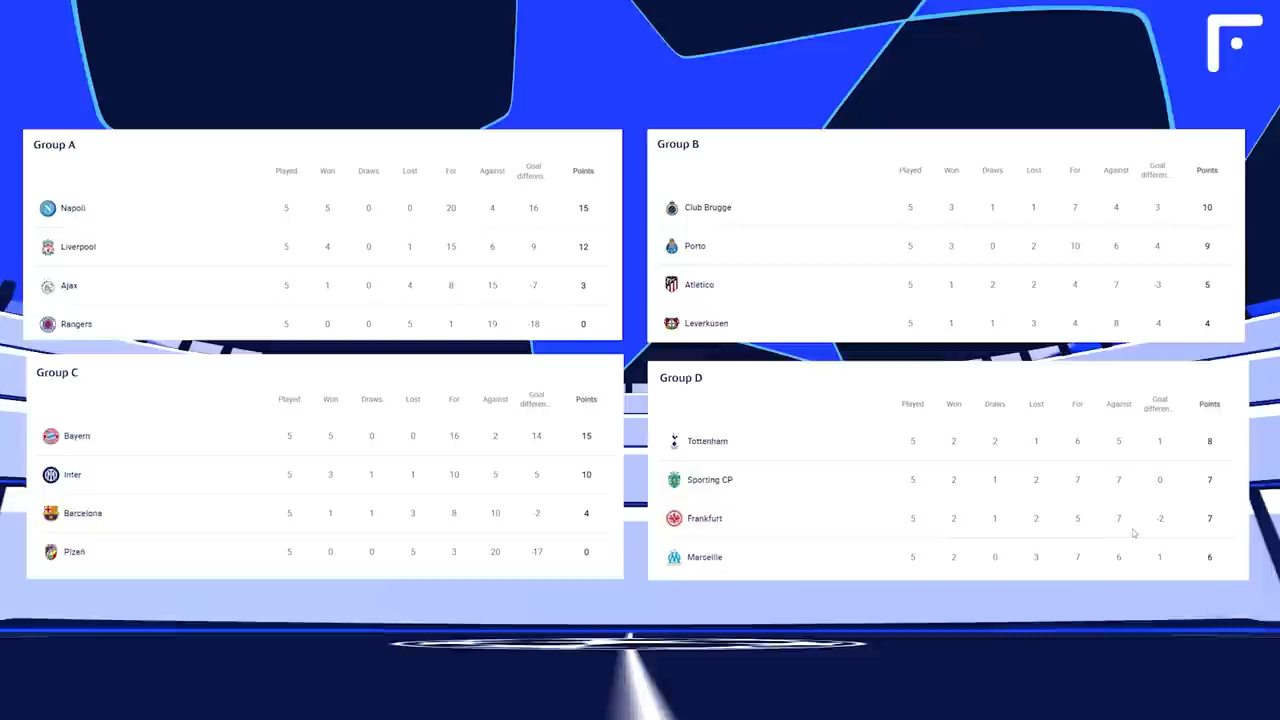 Group A
Played Won Draws Lost For Against Goal differen... Points
Napoli 5 5 0 0 20 4 16 15
Liverpool 5 4 0 1 15 6 9 12
Ajax 5 1 0 4 8 15 -7 3
Rangers 5 0 0 5 1 19 -18 0
Group B
Played Won Draws Lost For Against Goal differen... Points
Club Brugge 5 3 1 1 7 4 3 10
Porto 5 3 0 2 10 6 4 9
Atlético 5 1 2 2 4 7 -3 5
Leverkusen 5 1 1 3 4 8 4 4
Group C
Played Won Draws Lost For Against Goal differen... Points
Bayern 5 5 0 0 16 2 14 15
Inter 5 3 1 1 10 5 5 10
Barcelona 5 1 1 3 8 10 -2 4
Plzeň 5 0 0 5 3 20 -17 0
Group D
Played Won Draws Lost For Against Goal differen... Points
Tottenham 5 2 2 1 6 5 1 8
Sporting CP 5 2 1 2 7 7 0 7
Frankfurt 5 2 1 2 5 7 -2 7
Marseille 5 2 0 3 7 6 1 6